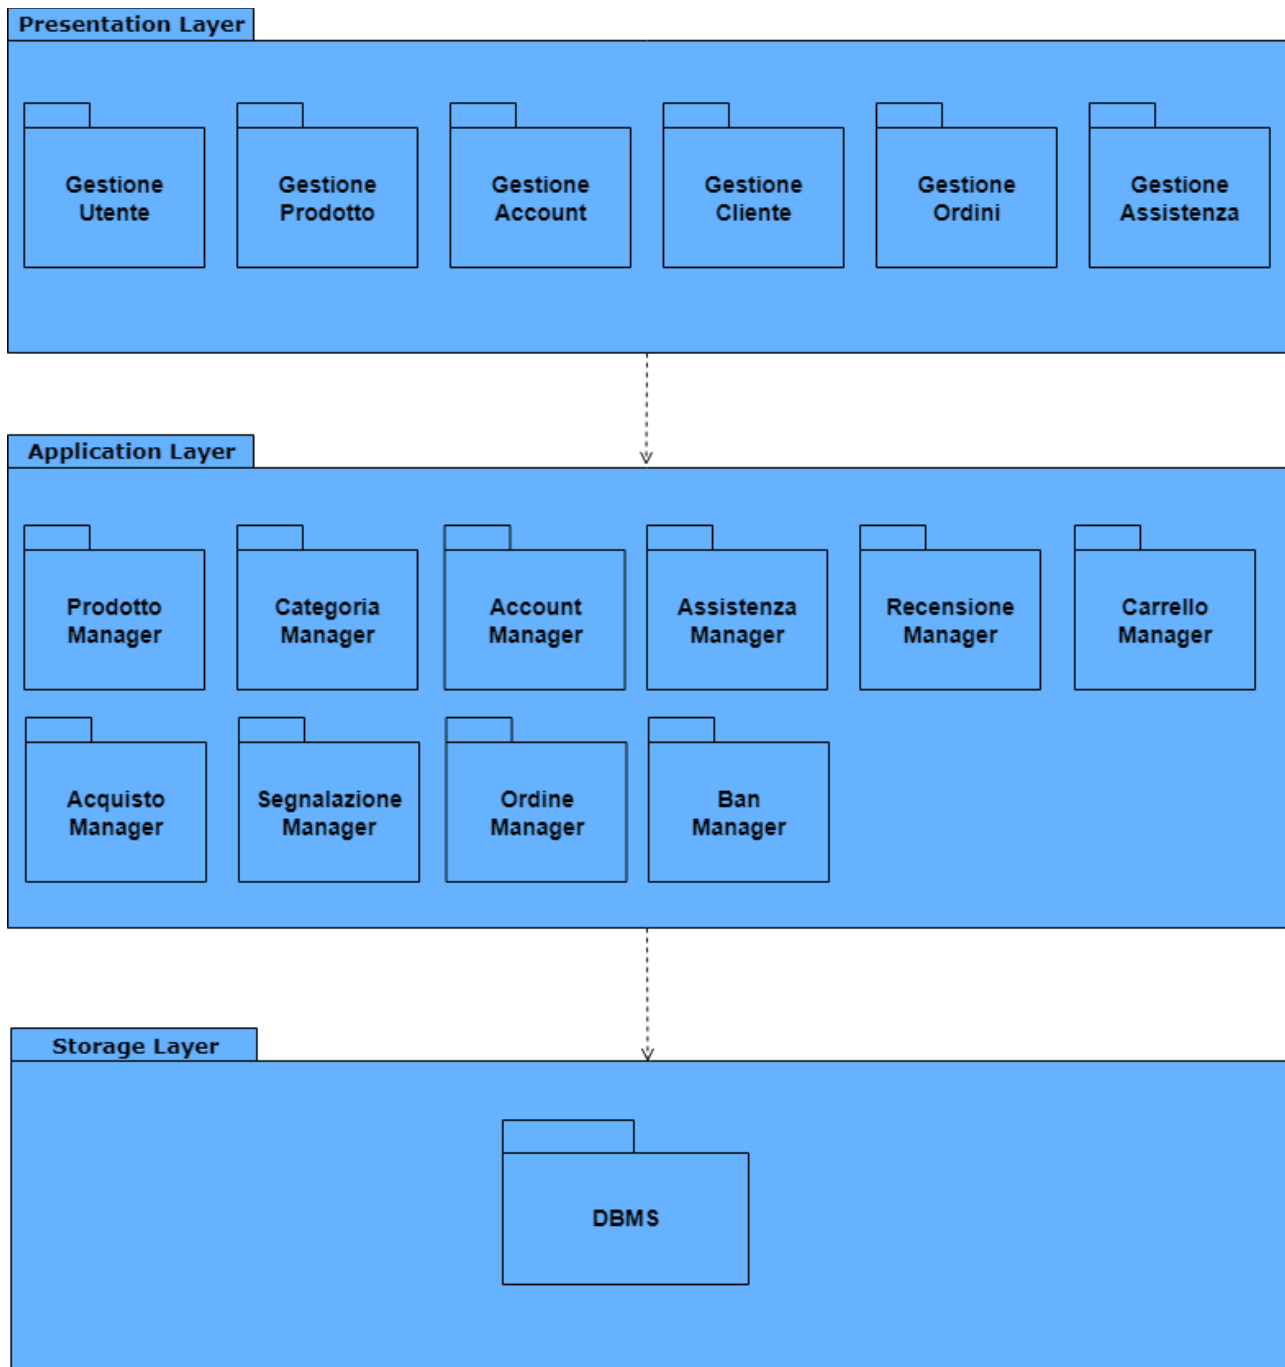 Presentation Layer
Gestione
Utente
Gestione
Prodotto
Gestione
Account
Gestione
Cliente
Gestione
Ordini
Gestione
Assistenza
Application Layer
Prodotto
Manager
Categoria
Manager
Account
Manager
Assistenza
Manager
Recensione
Manager
Carrello
Manager
Acquisto
Manager
Segnalazione
Manager
Ordine
Manager
Ban
Manager
Storage Layer
DBMS